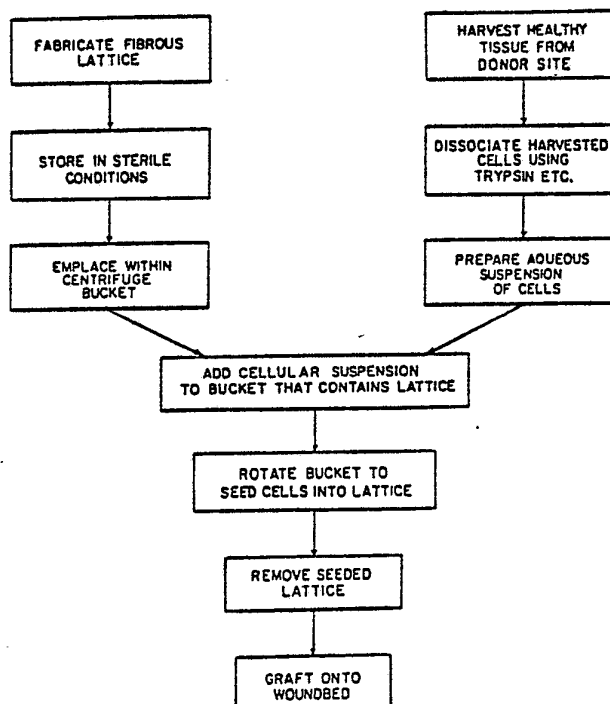 FABRICATE FIBROUS
LATTICE
STORE IN STERILE
CONDITIONS
EMPLACE WITHIN
CENTRIFUGE
BUCKET
HARVEST HEALTHY
TISSUE FROM
DONOR SITE
DISSOCIATE HARVESTED
CELLS USING
TRYPSIN ETC.
PREPARE AQUEOUS
SUSPENSION
OF CELLS
ADD CELLULAR SUSPENSION
TO BUCKET THAT CONTAINS LATTICE
ROTATE BUCKET TO
SEED CELLS INTO LATTICE
REMOVE SEEDED
LATTICE
GRAFT ONTO
WOUNDBED